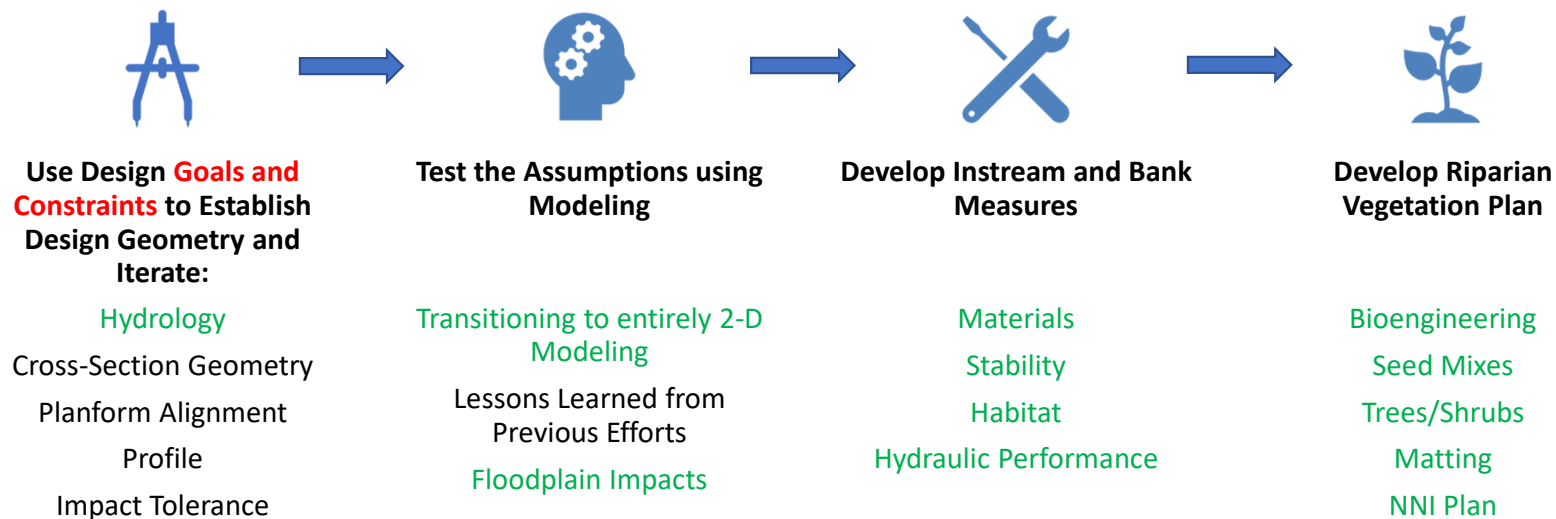 Use Design Goals and
Constraints to Establish
Design Geometry and
Iterate:
Hydrology
Cross-Section Geometry
Planform Alignment
Profile
Impact Tolerance
Test the Assumptions using
Modeling
Transitioning to entirely 2-D
Modeling
Lessons Learned from
Previous Efforts
Floodplain Impacts
Develop Instream and Bank
Measures
Materials
Stability
Habitat
Hydraulic Performance
Develop Riparian
Vegetation Plan
Bioengineering
Seed Mixes
Trees/Shrubs
Matting
NNI Plan